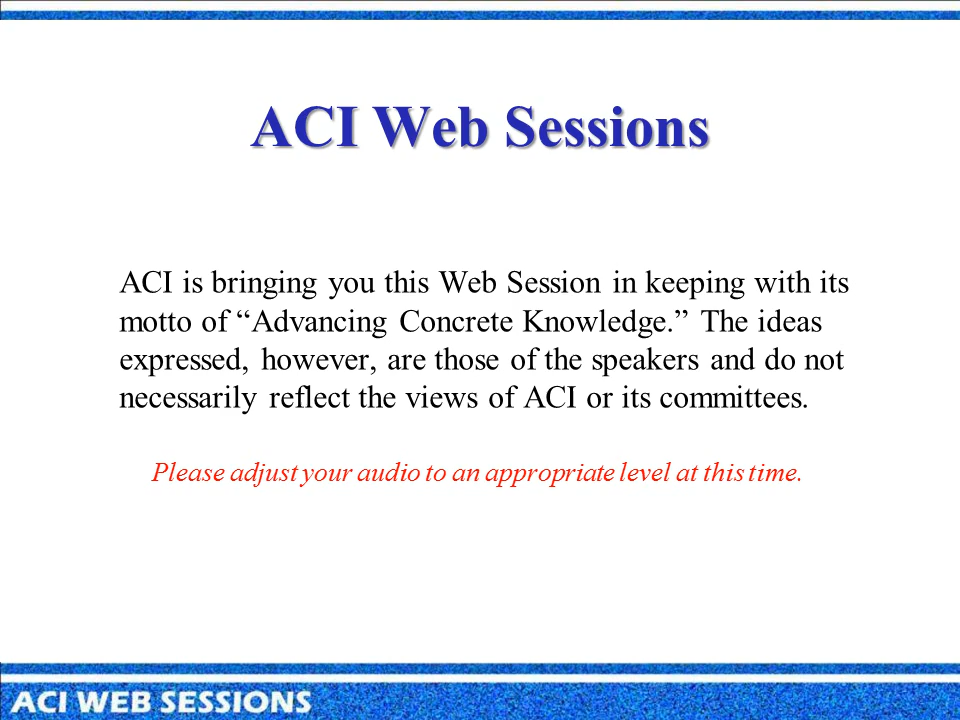 ACI Web Sessions
ACI is bringing you this Web Session in keeping with its
motto of “Advancing Concrete Knowledge.” The ideas
expressed, however, are those of the speakers and do not
necessarily reflect the views of ACI or its committees.
Please adjust your audio to an appropriate level at this time.
ACI WEB SESSIONS